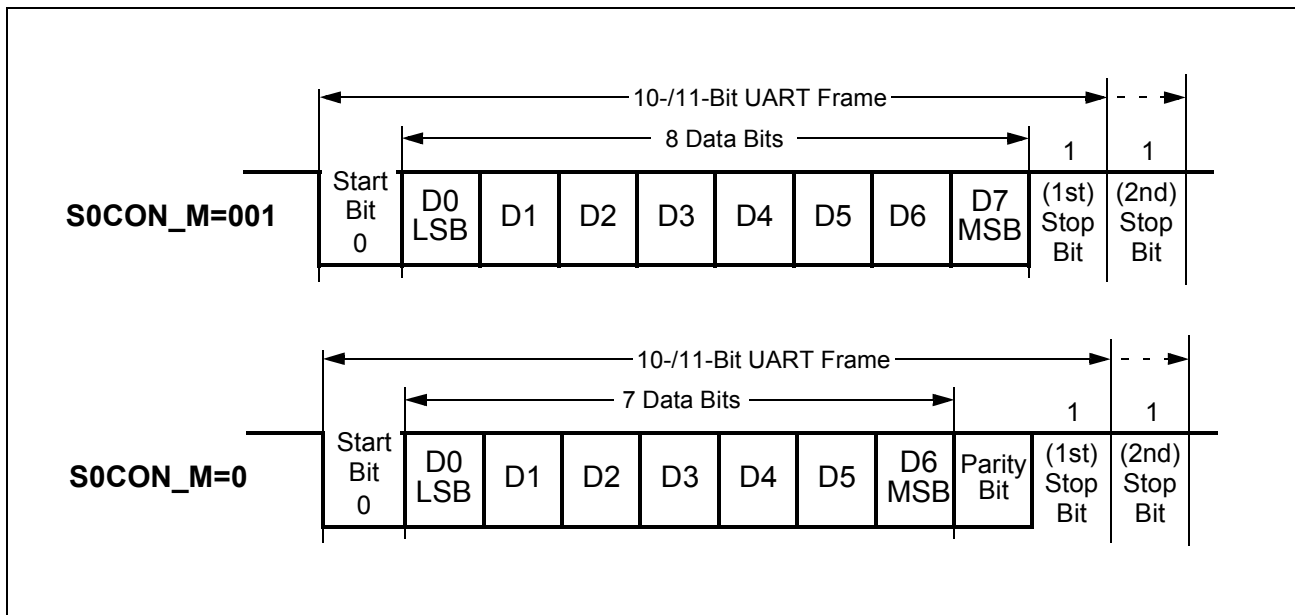 10-/11-Bit UART Frame
8 Data Bits
1
1
S0CON_M=001
Start
Bit
0
D0
LSB
D1
D2
D3
D4
D5
D6
D7
MSB
(1st)
Stop
Bit
(2nd)
Stop
Bit
10-/11-Bit UART Frame
7 Data Bits
1
1
S0CON_M=0
Start
Bit
0
D0
LSB
D1
D2
D3
D4
D5
D6
MSB
Parity
Bit
(1st)
Stop
Bit
(2nd)
Stop
Bit